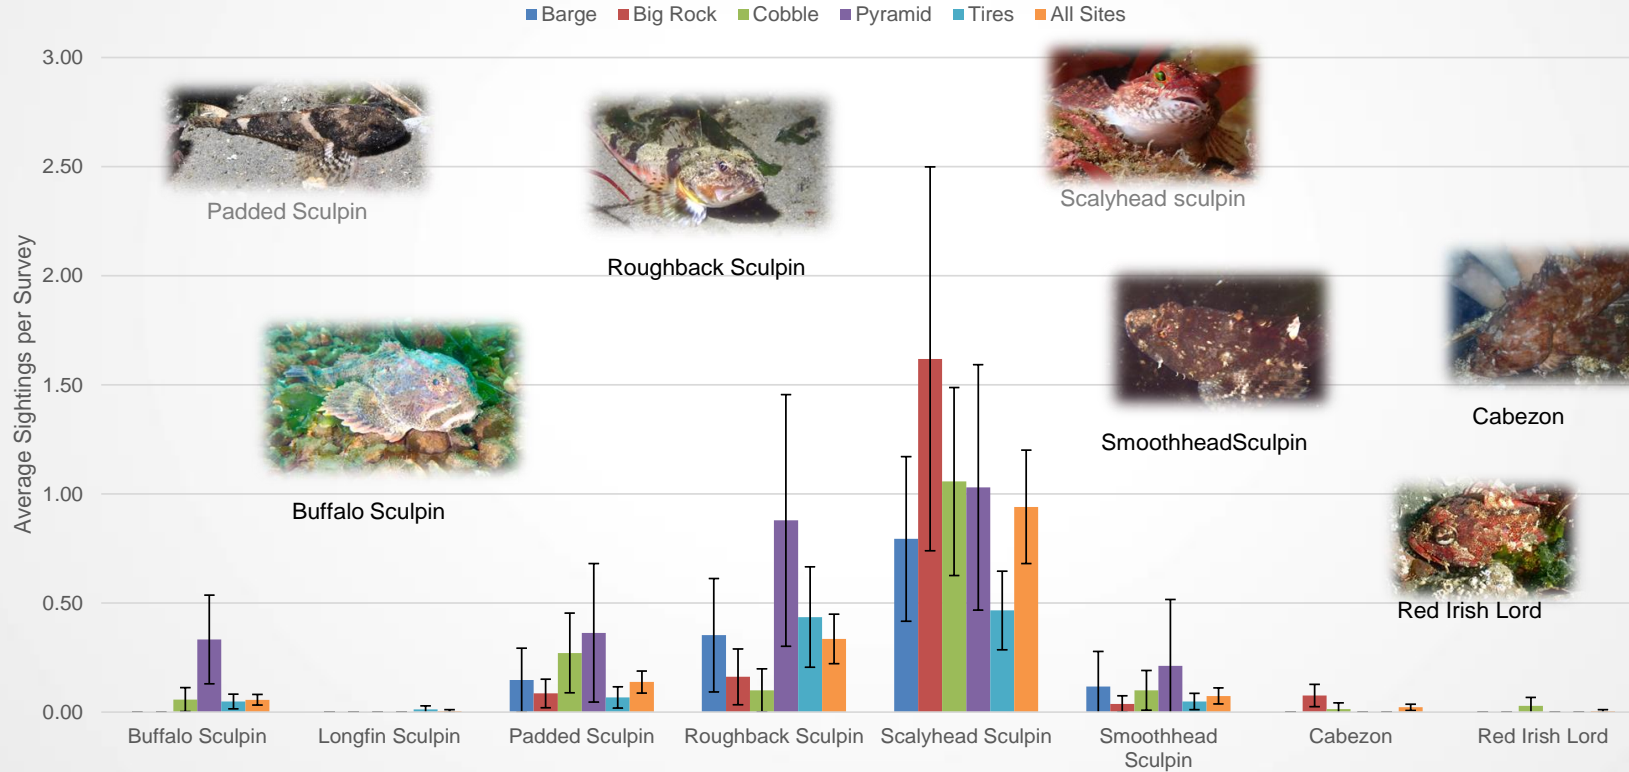 Barge Big Rock Cobble Pyramid Tires All Sites
3.00
2.50
2.00
1.50
1.00
0.50
0.00
Average Sightings per Survey
Padded Sculpin
Roughback Sculpin
Scalyhead sculpin
Buffalo Sculpin
SmoothheadSculpin
Cabezon
Red Irish Lord
Buffalo Sculpin
Longfin Sculpin
Padded Sculpin
Roughback Sculpin
Scalyhead Sculpin
Smoothhead
Sculpin
Cabezon
Red Irish Lord